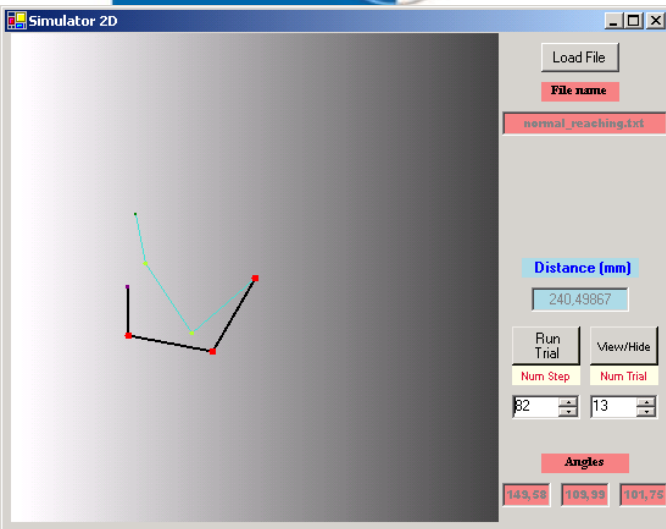 Simulator 2D
Load File
File name
normal_reaching.txt
Distance (mm)
240,49867
Run
Trial
View/Hide
Num Step
Num Trial
82
13
Angles
149,58
109,99
101,75